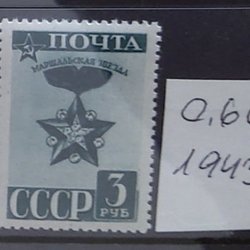 ПОЧТА
МАРШАЛЬСКАЯ ЗВЕЗДА
СССР 3 РУБ
1943